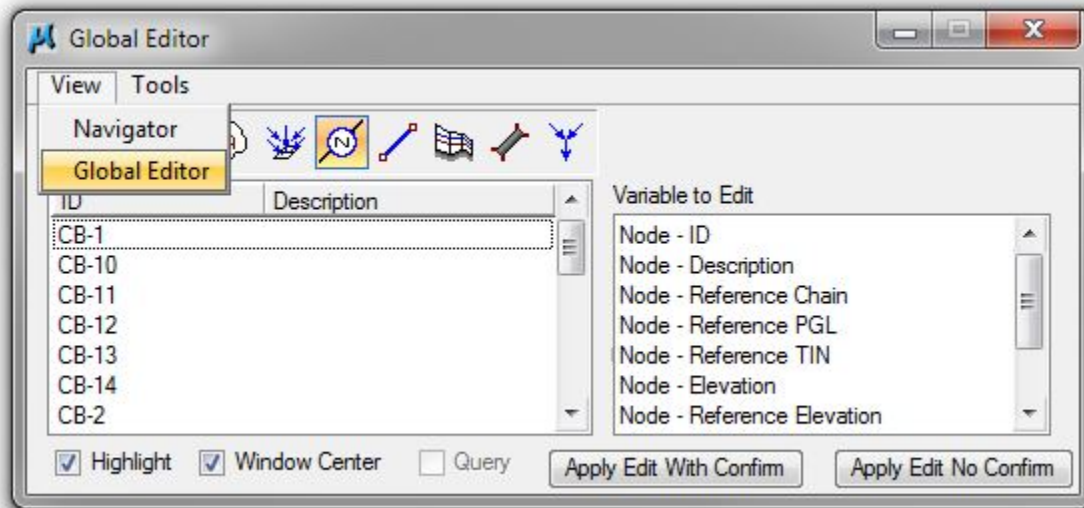 Global Editor
View Tools
Navigator
Global Editor
N
ID Description
CB-1
CB-10
CB-11
CB-12
CB-13
CB-14
CB-2
Variable to Edit
Node - ID
Node - Description
Node - Reference Chain
Node - Reference PGL
Node - Reference TIN
Node - Elevation
Node - Reference Elevation
Highlight Window Center Query Apply Edit With Confirm Apply Edit No Confirm